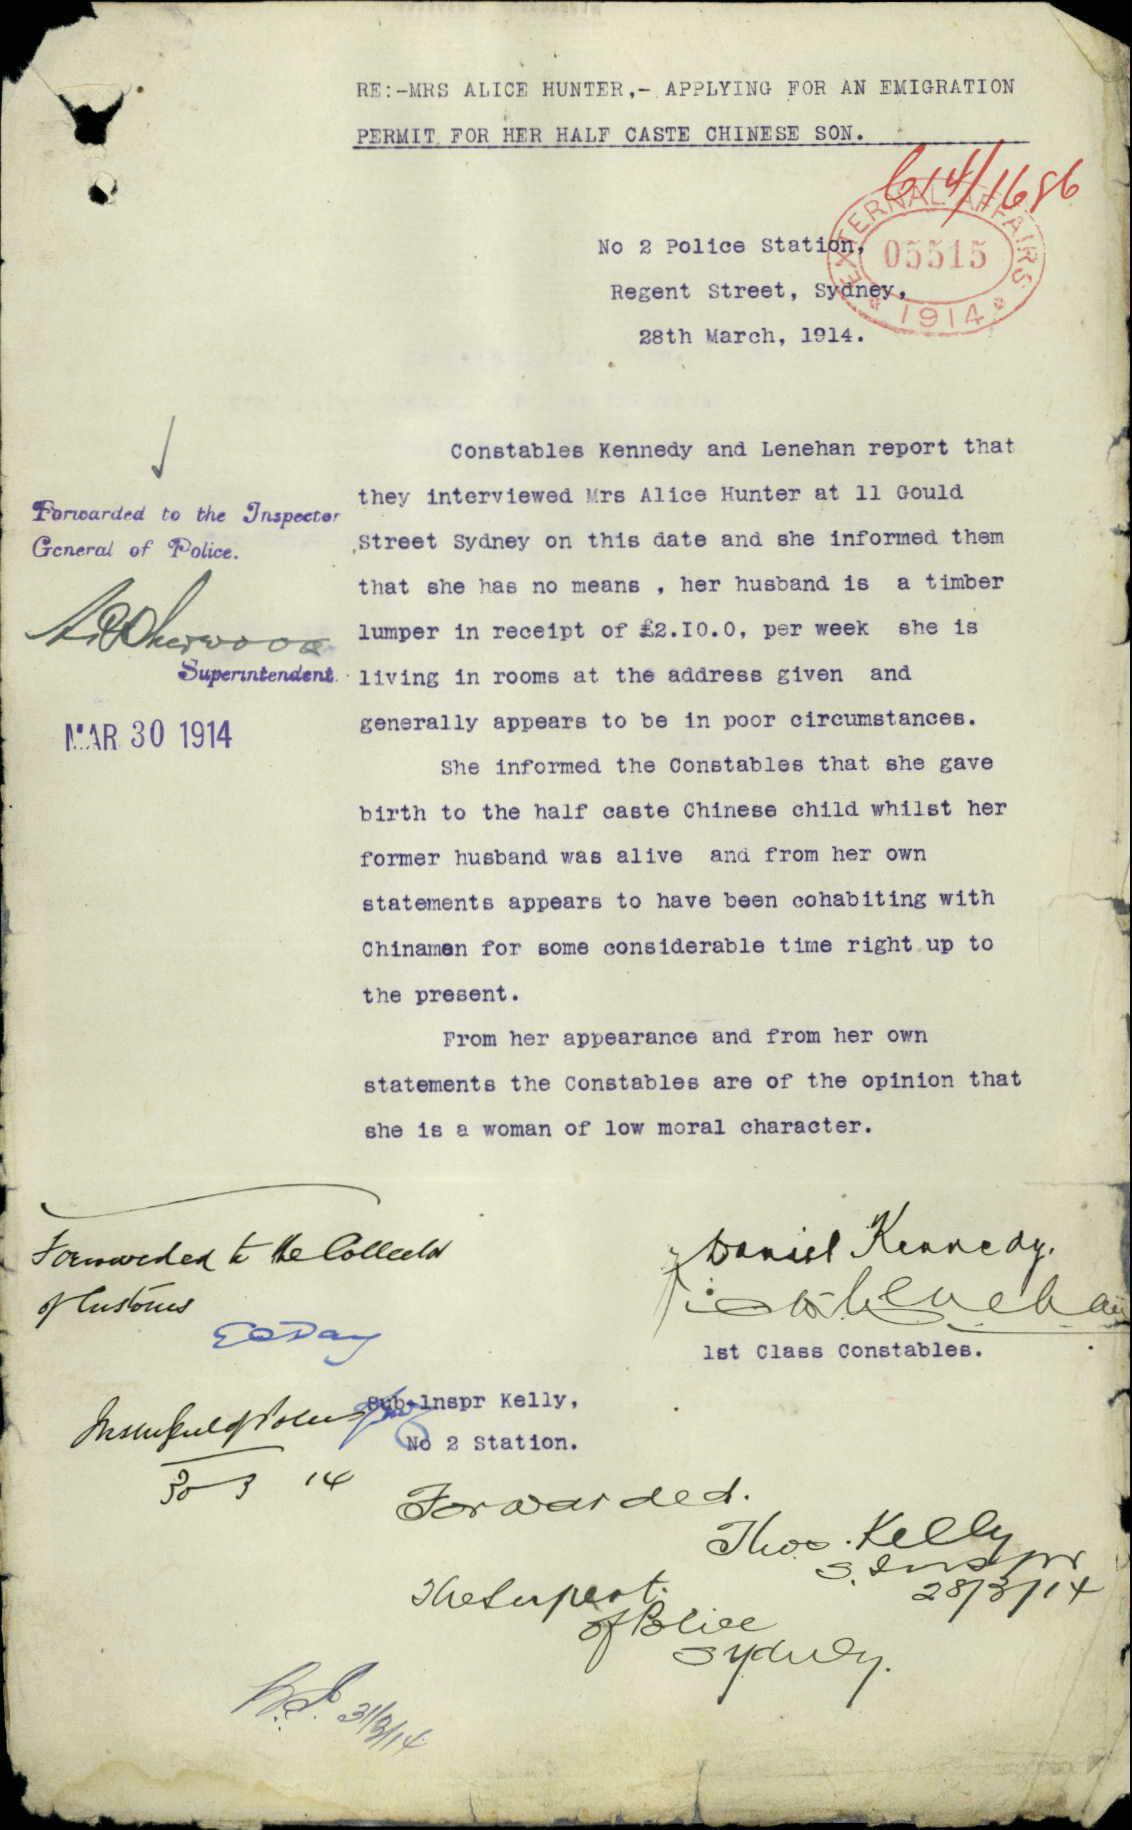 RE:-MRS ALICE HUNTER,- APPLYING FOR AN EMIGRATION
PERMIT FOR HER HALF CASTE CHINESE SON.
14/1686
EXTERNAL AFFAIRS
05515
1914
No 2 Police Station,
Regent Street, Sydney,
28th March, 1914.
Constables Kennedy and Lenehan report that
they interviewed Mrs Alice Hunter at 11 Gould
Street Sydney on this date and she informed them
that she has no means , her husband is a timber
lumper in receipt of £2.10.0, per week she is
living in rooms at the address given and
generally appears to be in poor circumstances.
She informed the Constables that she gave
birth to the half caste Chinese child whilst her
former husband was alive and from her own
statements appears to have been cohabiting with
Chinamen for some considerable time right up to
the present.
From her appearance and from her own
statements the Constables are of the opinion that
she is a woman of low moral character.
Forwarded to the Inspector
General of Police.
Sherwood
Superintendent.
MAR 30 1914
Daniel Kennedy.
Lenehan
1st Class Constables.
Forwarded to the Collector
of Customs
E Day
30 3 14
Sub-Inspr Kelly,
No 2 Station.
Forwarded.
Thos. Kelly
S. Inspr
28/3/14
The Supert.
of Police
Sydney.
31/3/14